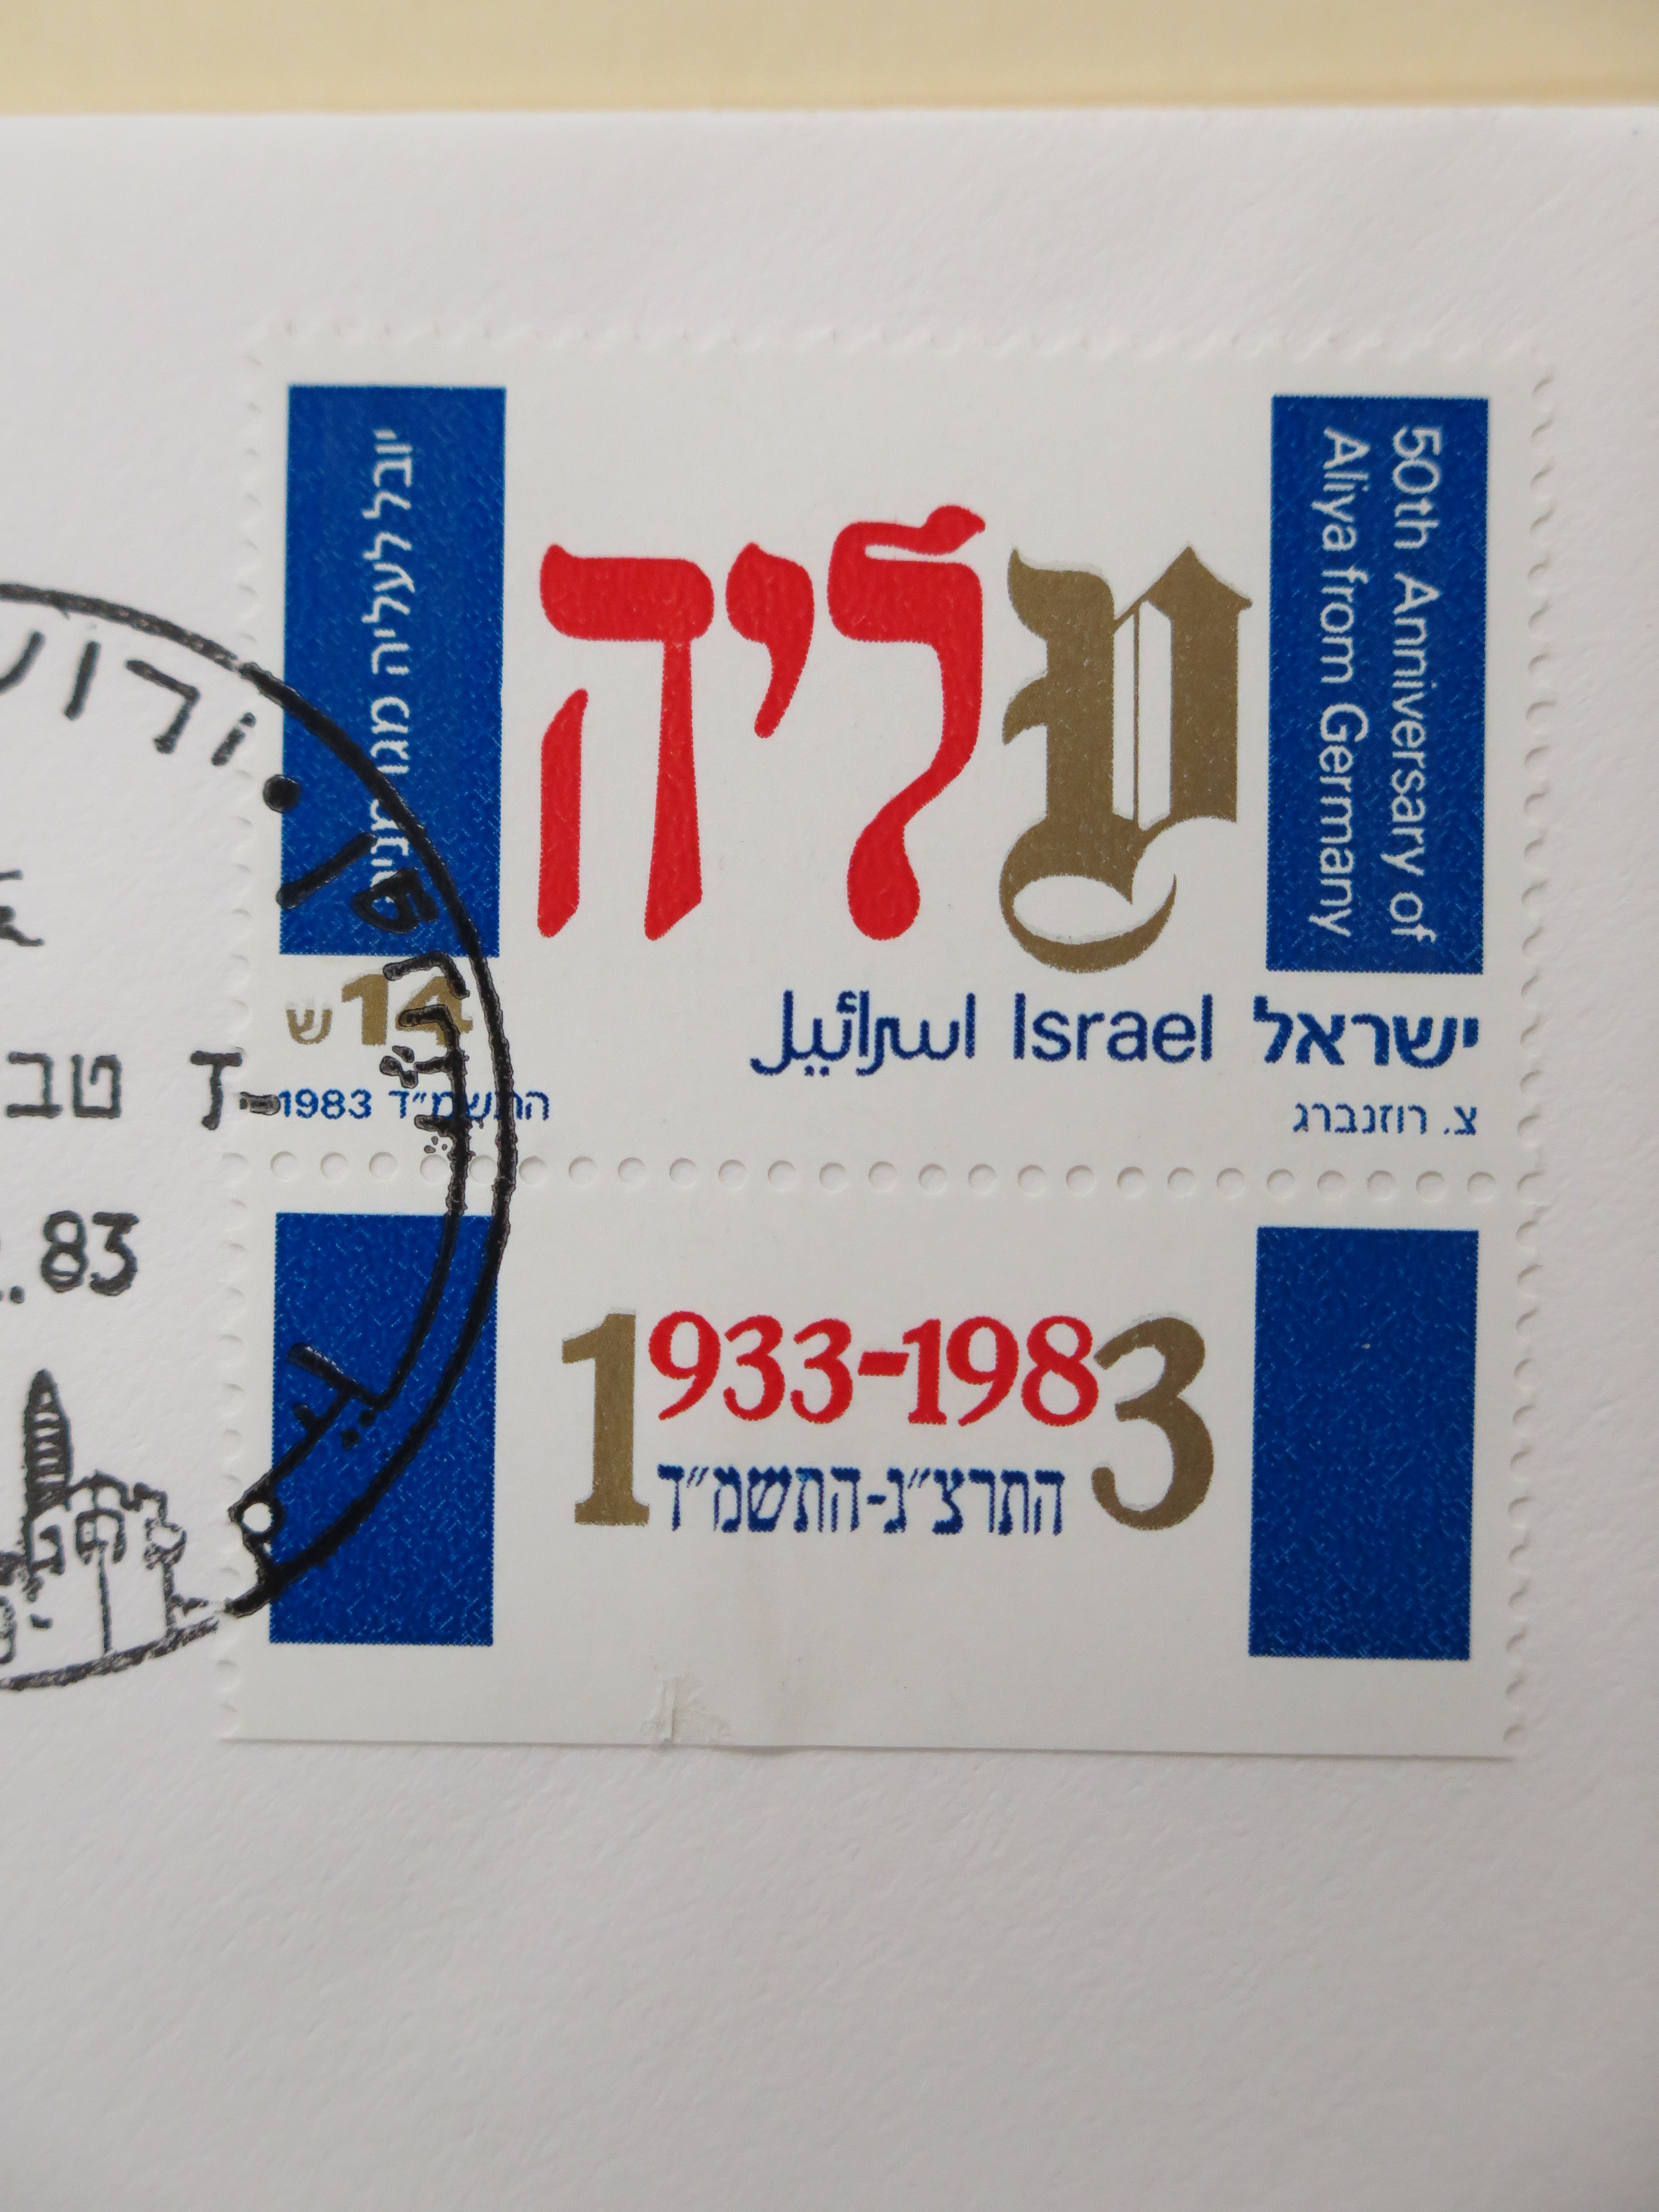 50th Anniversary of
Aliya from Germany
עליה
יובל לעליה מגרמניה
ישראל Israel اسرائيل
14 ש
צ. רוזנברג
התשמ״ד 1983
1933-1983
התרצ״ג-התשמ״ד
83